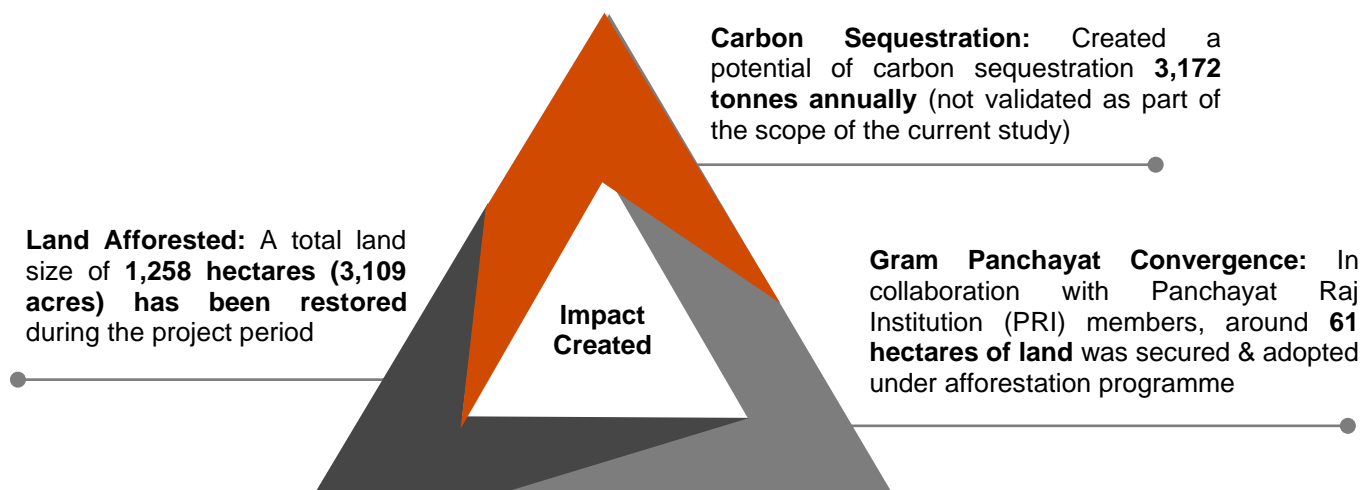 Carbon Sequestration: Created a
potential of carbon sequestration 3,172
tonnes annually (not validated as part of
the scope of the current study)
Land Afforested: A total land
size of 1,258 hectares (3,109
acres) has been restored
during the project period
Impact
Created
Gram Panchayat Convergence: In
collaboration with Panchayat Raj
Institution (PRI) members, around 61
hectares of land was secured & adopted
under afforestation programme